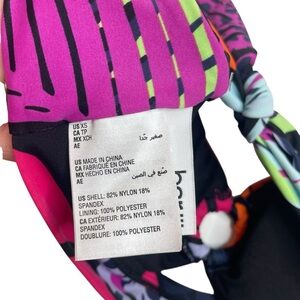 US XS
CA TP
MX XCH
AE
صغير جدًا
US MADE IN CHINA
CA FABRIQUÉ EN CHINE
MX HECHO EN CHINA
AE
صنع في الصين
US SHELL: 82% NYLON 18%
SPANDEX
LINING: 100% POLYESTER
CA EXTÉRIEUR: 82% NYLON 18%
SPANDEX
DOUBLURE: 100% POLYESTER